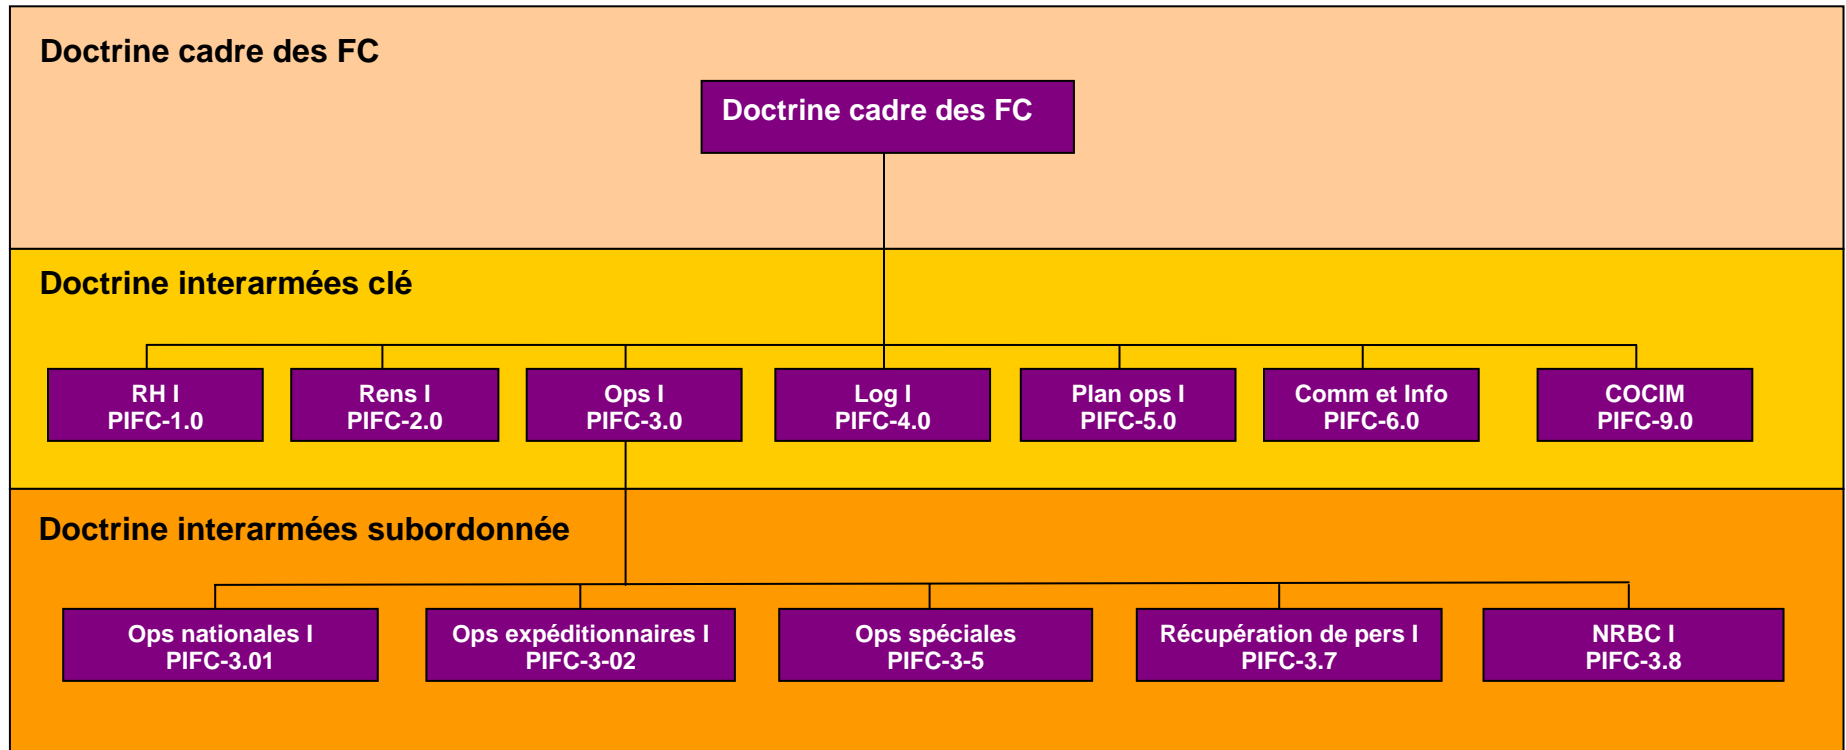 Doctrine cadre des FC
Doctrine cadre des FC
Doctrine interarmées clé
RH I
PIFC-1.0
Rens I
PIFC-2.0
Ops I
PIFC-3.0
Log I
PIFC-4.0
Plan ops I
PIFC-5.0
Comm et Info
PIFC-6.0
COCIM
PIFC-9.0
Doctrine interarmées subordonnée
Ops nationales I
PIFC-3.01
Ops expéditionnaires I
PIFC-3-02
Ops spéciales
PIFC-3-5
Récupération de pers I
PIFC-3.7
NRBC I
PIFC-3.8